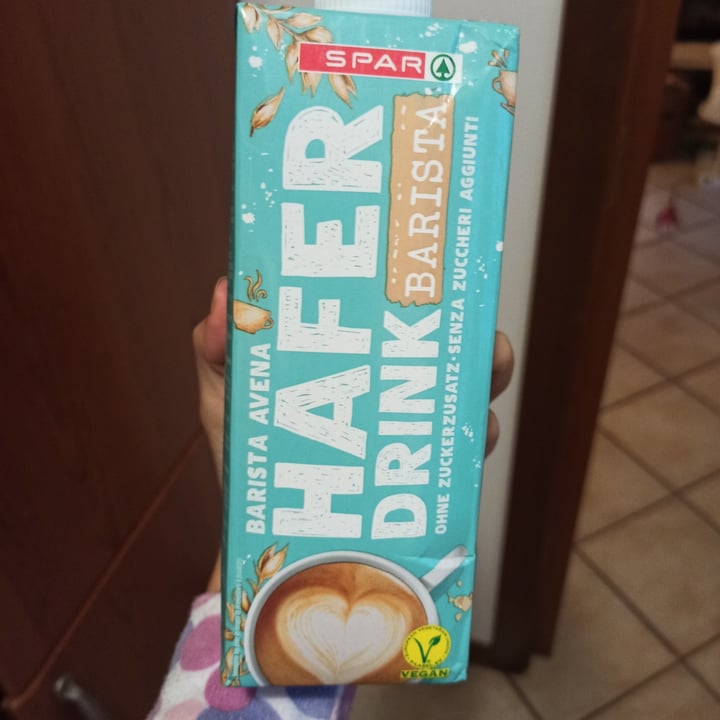 SPAR
BARISTA AVENA
HAFER
DRINK BARISTA
OHNE ZUCKERZUSATZ · SENZA ZUCCHERI AGGIUNTI
VEGAN